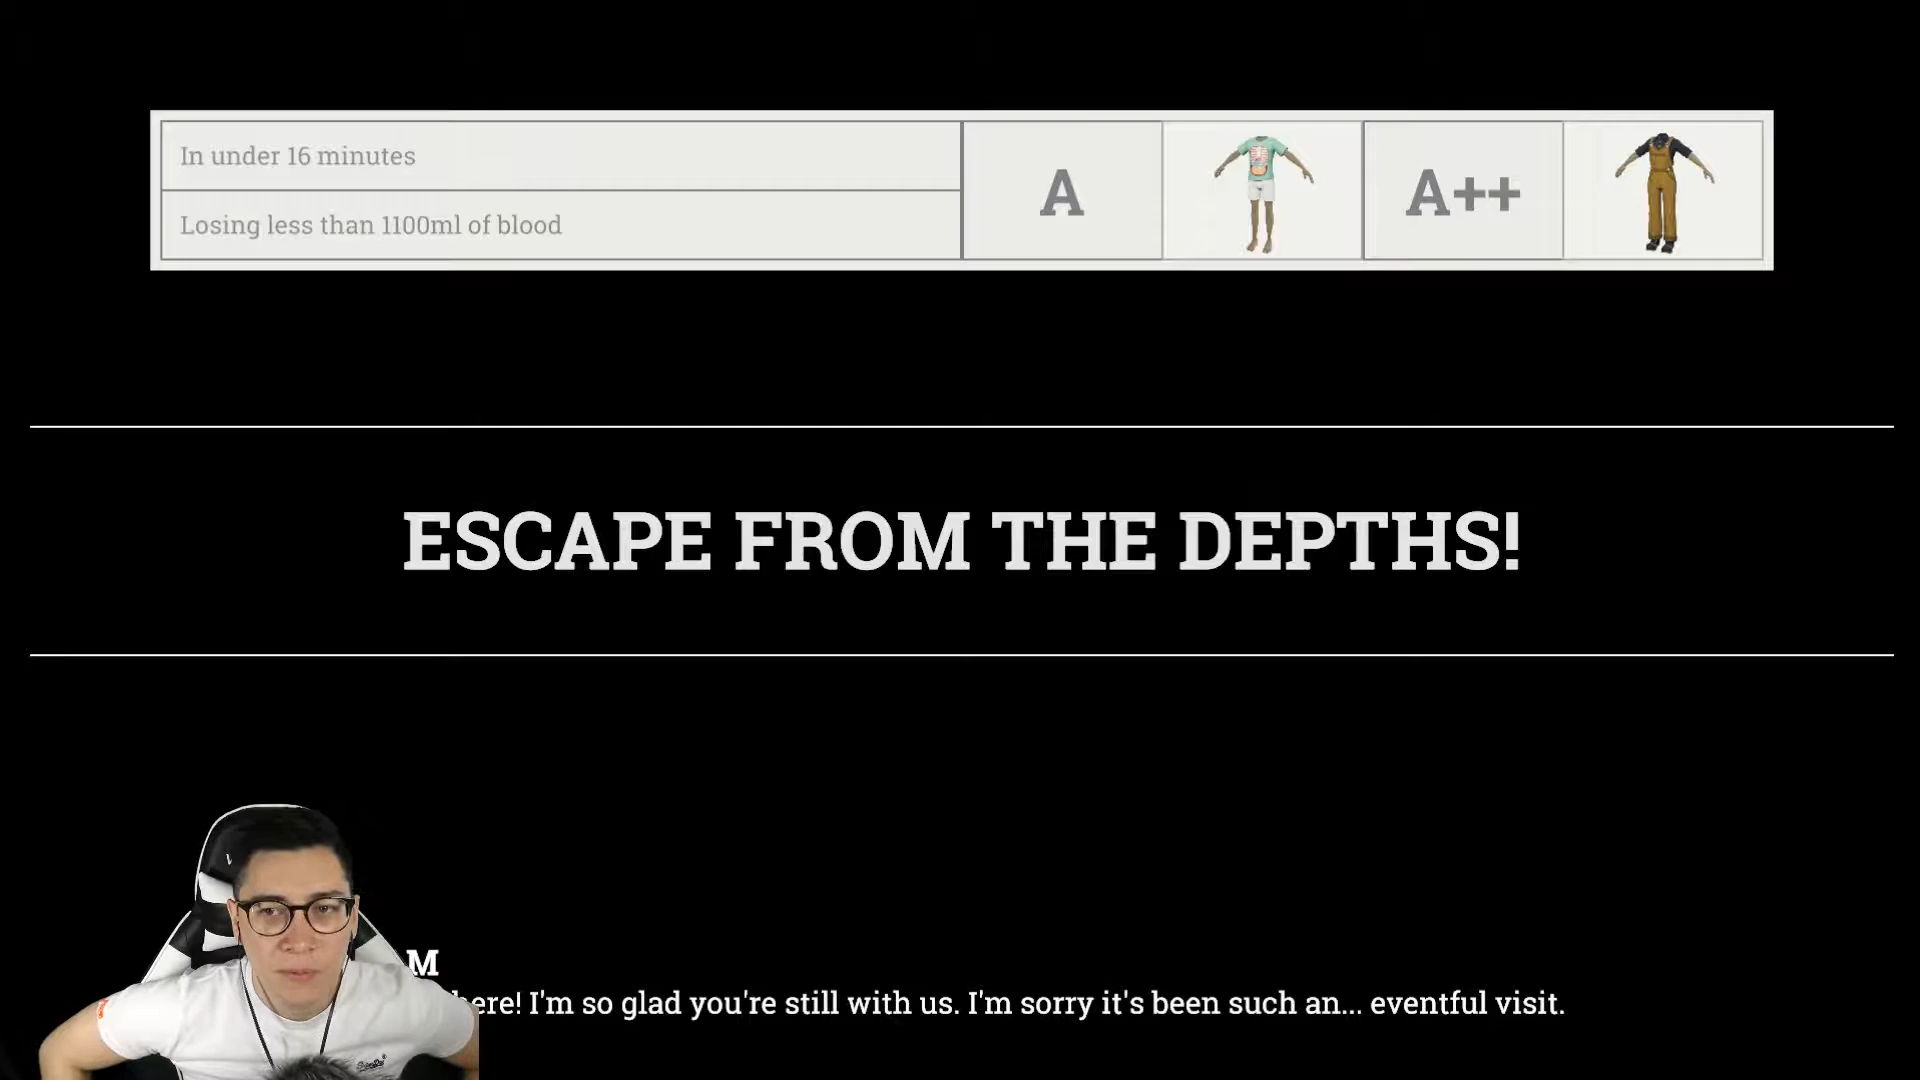 In under 16 minutes
Losing less than 1100ml of blood
A
A++
ESCAPE FROM THE DEPTHS!
M
here! I'm so glad you're still with us. I'm sorry it's been such an... eventful visit.